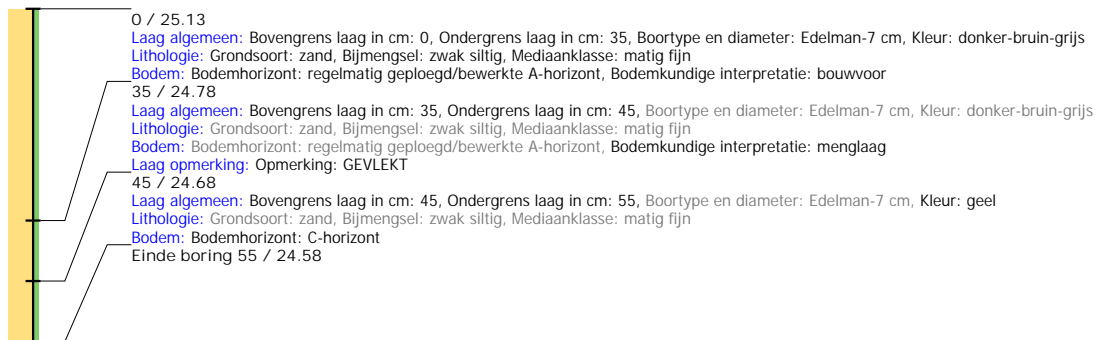 0 / 25.13
Laag algemeen: Bovengrens laag in cm: 0, Ondergrens laag in cm: 35, Boortype en diameter: Edelman-7 cm, Kleur: donker-bruin-grijs
Lithologie: Grondsoort: zand, Bijmengsel: zwak siltig, Mediaanklasse: matig fijn
Bodem: Bodemhorizont: regelmatig geploegd/bewerkte A-horizont, Bodemkundige interpretatie: bouwvoor
35 / 24.78
Laag algemeen: Bovengrens laag in cm: 35, Ondergrens laag in cm: 45, Boortype en diameter: Edelman-7 cm, Kleur: donker-bruin-grijs
Lithologie: Grondsoort: zand, Bijmengsel: zwak siltig, Mediaanklasse: matig fijn
Bodem: Bodemhorizont: regelmatig geploegd/bewerkte A-horizont, Bodemkundige interpretatie: menglaag
Laag opmerking: Opmerking: GEVLEKT
45 / 24.68
Laag algemeen: Bovengrens laag in cm: 45, Ondergrens laag in cm: 55, Boortype en diameter: Edelman-7 cm, Kleur: geel
Lithologie: Grondsoort: zand, Bijmengsel: zwak siltig, Mediaanklasse: matig fijn
Bodem: Bodemhorizont: C-horizont
Einde boring 55 / 24.58